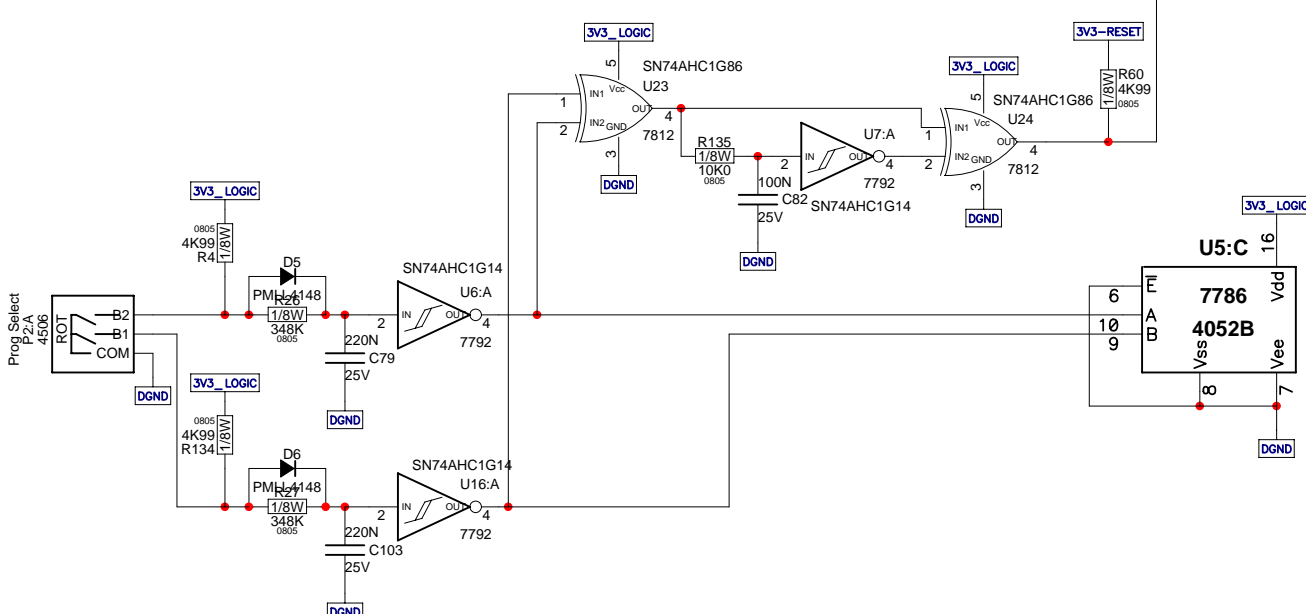 3V3_LOGIC
5
SN74AHC1G86
U23
1
IN1
Vcc
OUT
4
2
IN2
GND
3
7812
DGND
R135
1/8W
10K0
0805
100N
C82
25V
DGND
U7:A
2
IN
OUT
4
7792
SN74AHC1G14
3V3_LOGIC
5
SN74AHC1G86
U24
1
IN1
Vcc
OUT
4
2
IN2
GND
3
7812
DGND
3V3-RESET
1/8W
R60
4K99
0805
3V3_LOGIC
0805
4K99
R4
1/8W
D5
PMLL4148
R26
1/8W
348K
0805
220N
C79
25V
DGND
SN74AHC1G14
U6:A
2
IN
OUT
4
7792
Prog Select
P2:A
4506
ROT
B2
B1
COM
DGND
3V3_LOGIC
0805
4K99
R134
1/8W
D6
PMLL4148
R27
1/8W
348K
0805
220N
C103
25V
DGND
SN74AHC1G14
U16:A
2
IN
OUT
4
7792
3V3_LOGIC
16
U5:C
6
E
7786
Vdd
10
A
4052B
9
B
Vss
Vee
8
7
DGND